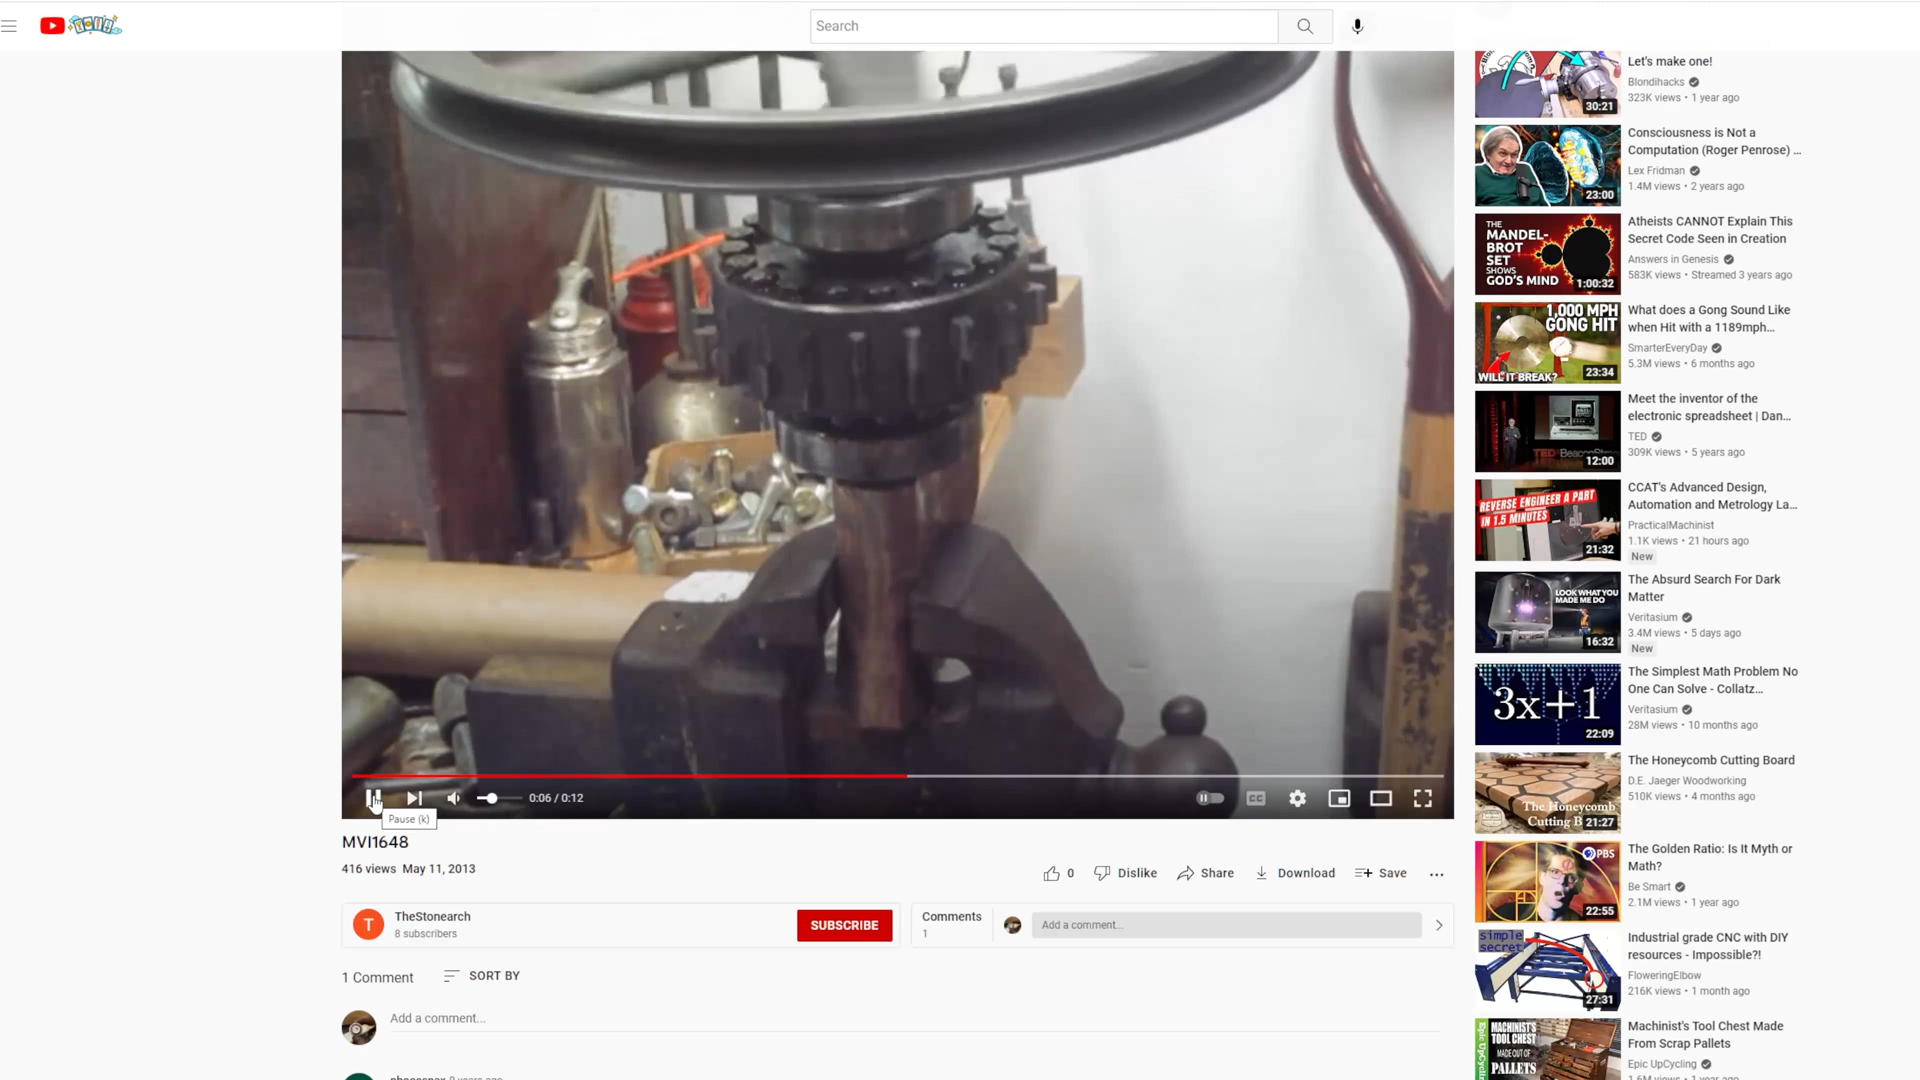 Search
MVI1648
416 views May 11, 2013
0:06 / 0:12
Pause (k)
CC
0
Dislike
Share
Download
Save
T
TheStonearch
8 subscribers
SUBSCRIBE
Comments
1
Add a comment...
1 Comment
SORT BY
Add a comment...
Let's make one!
Blondihacks
323K views • 1 year ago
30:21
Consciousness is Not a
Computation (Roger Penrose) ...
Lex Fridman
1.4M views • 2 years ago
23:00
THE
MANDEL-
BROT
SET
SHOWS
GOD'S MIND
1:00:32
Atheists CANNOT Explain This
Secret Code Seen in Creation
Answers in Genesis
583K views • Streamed 3 years ago
1,000 MPH
GONG HIT
WILL IT BREAK?
23:34
What does a Gong Sound Like
when Hit with a 1189mph...
SmarterEveryDay
5.3M views • 6 months ago
12:00
Meet the inventor of the
electronic spreadsheet | Dan...
TED
309K views • 5 years ago
REVERSE ENGINEER A PART
IN 1.5 MINUTES
21:32
CCAT's Advanced Design,
Automation and Metrology La...
PracticalMachinist
1.1K views • 21 hours ago
New
LOOK WHAT YOU
MADE ME DO
16:32
The Absurd Search For Dark
Matter
Veritasium
3.4M views • 5 days ago
New
3x+1
22:09
The Simplest Math Problem No
One Can Solve - Collatz...
Veritasium
28M views • 10 months ago
The Honeycomb
Cutting B
21:27
The Honeycomb Cutting Board
D.E. Jaeger Woodworking
510K views • 4 months ago
PBS
22:55
The Golden Ratio: Is It Myth or
Math?
Be Smart
2.1M views • 1 year ago
simple
secret
27:31
Industrial grade CNC with DIY
resources - Impossible?!
FloweringElbow
216K views • 1 month ago
Epic UpCycling
MACHINIST'S
TOOL CHEST
MADE OUT OF
PALLETS
Machinist's Tool Chest Made
From Scrap Pallets
Epic UpCycling